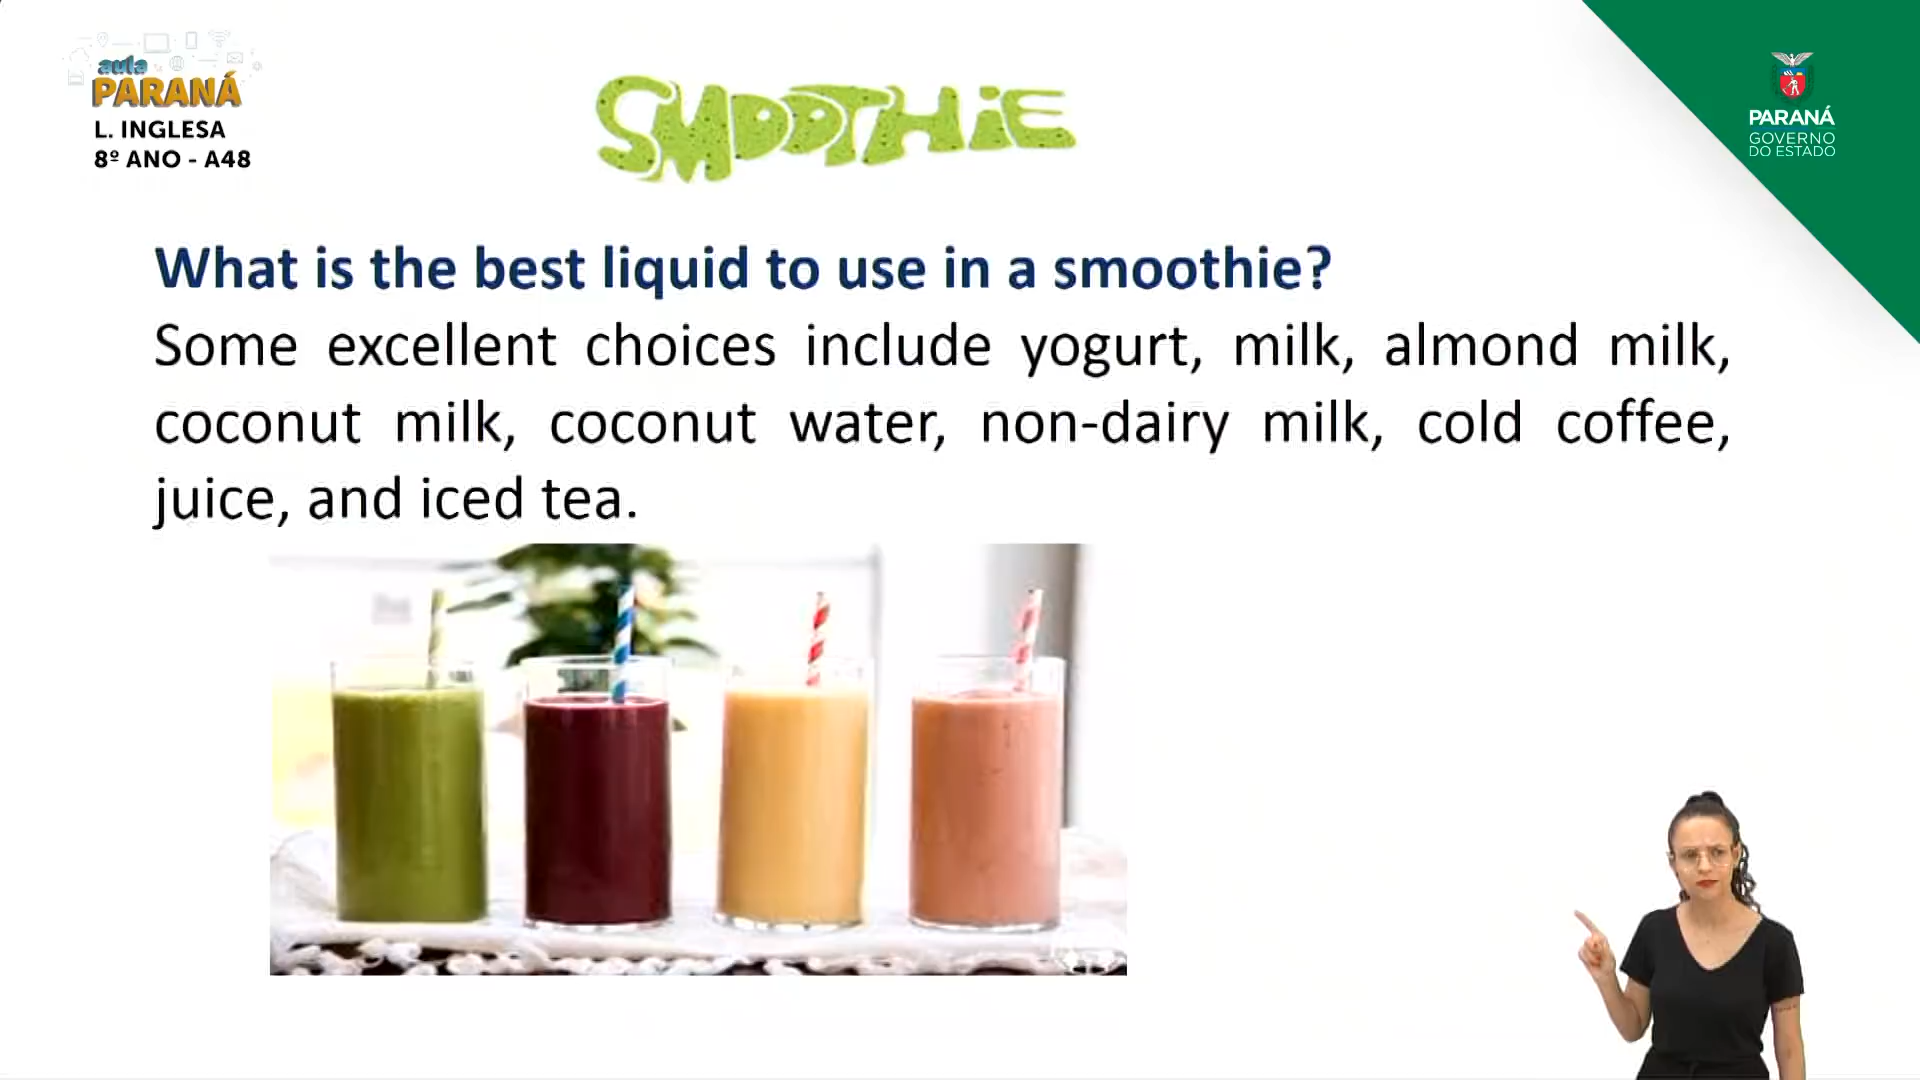 aula
PARANÁ
L. INGLESA
8º ANO - A48
SMOOTHiE
PARANÁ
GOVERNO
DO ESTADO
What is the best liquid to use in a smoothie?
Some excellent choices include yogurt, milk, almond milk,
coconut milk, coconut water, non-dairy milk, cold coffee,
juice, and iced tea.